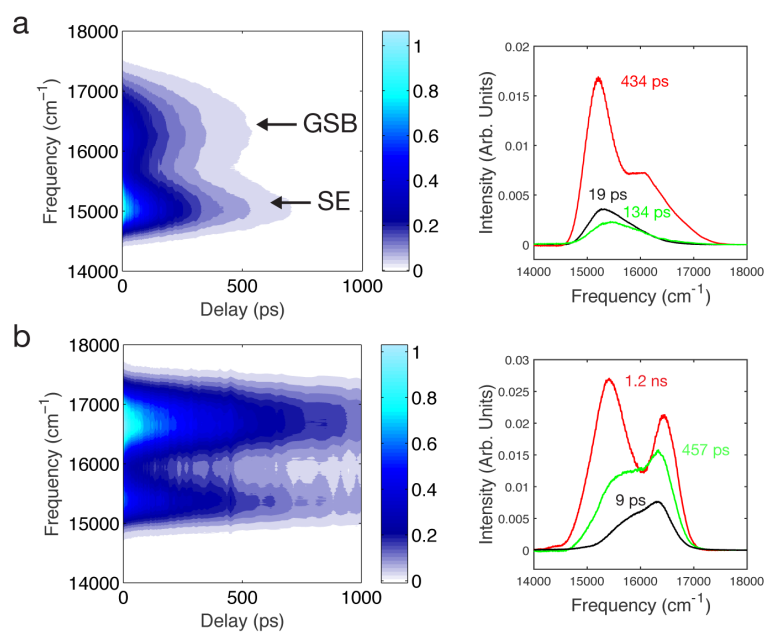 a
18000
17000
16000
15000
14000
Frequency (cm⁻¹)
GSB
SE
0
500
1000
Delay (ps)
1
0.8
0.6
0.4
0.2
0
0.02
0.015
0.01
0.005
0
Intensity (Arb. Units)
434 ps
19 ps
134 ps
14000 15000 16000 17000 18000
Frequency (cm⁻¹)
b
18000
17000
16000
15000
14000
Frequency (cm⁻¹)
0
500
1000
Delay (ps)
1
0.8
0.6
0.4
0.2
0
0.03
0.025
0.02
0.015
0.01
0.005
0
Intensity (Arb. Units)
1.2 ns
457 ps
9 ps
14000 15000 16000 17000 18000
Frequency (cm⁻¹)